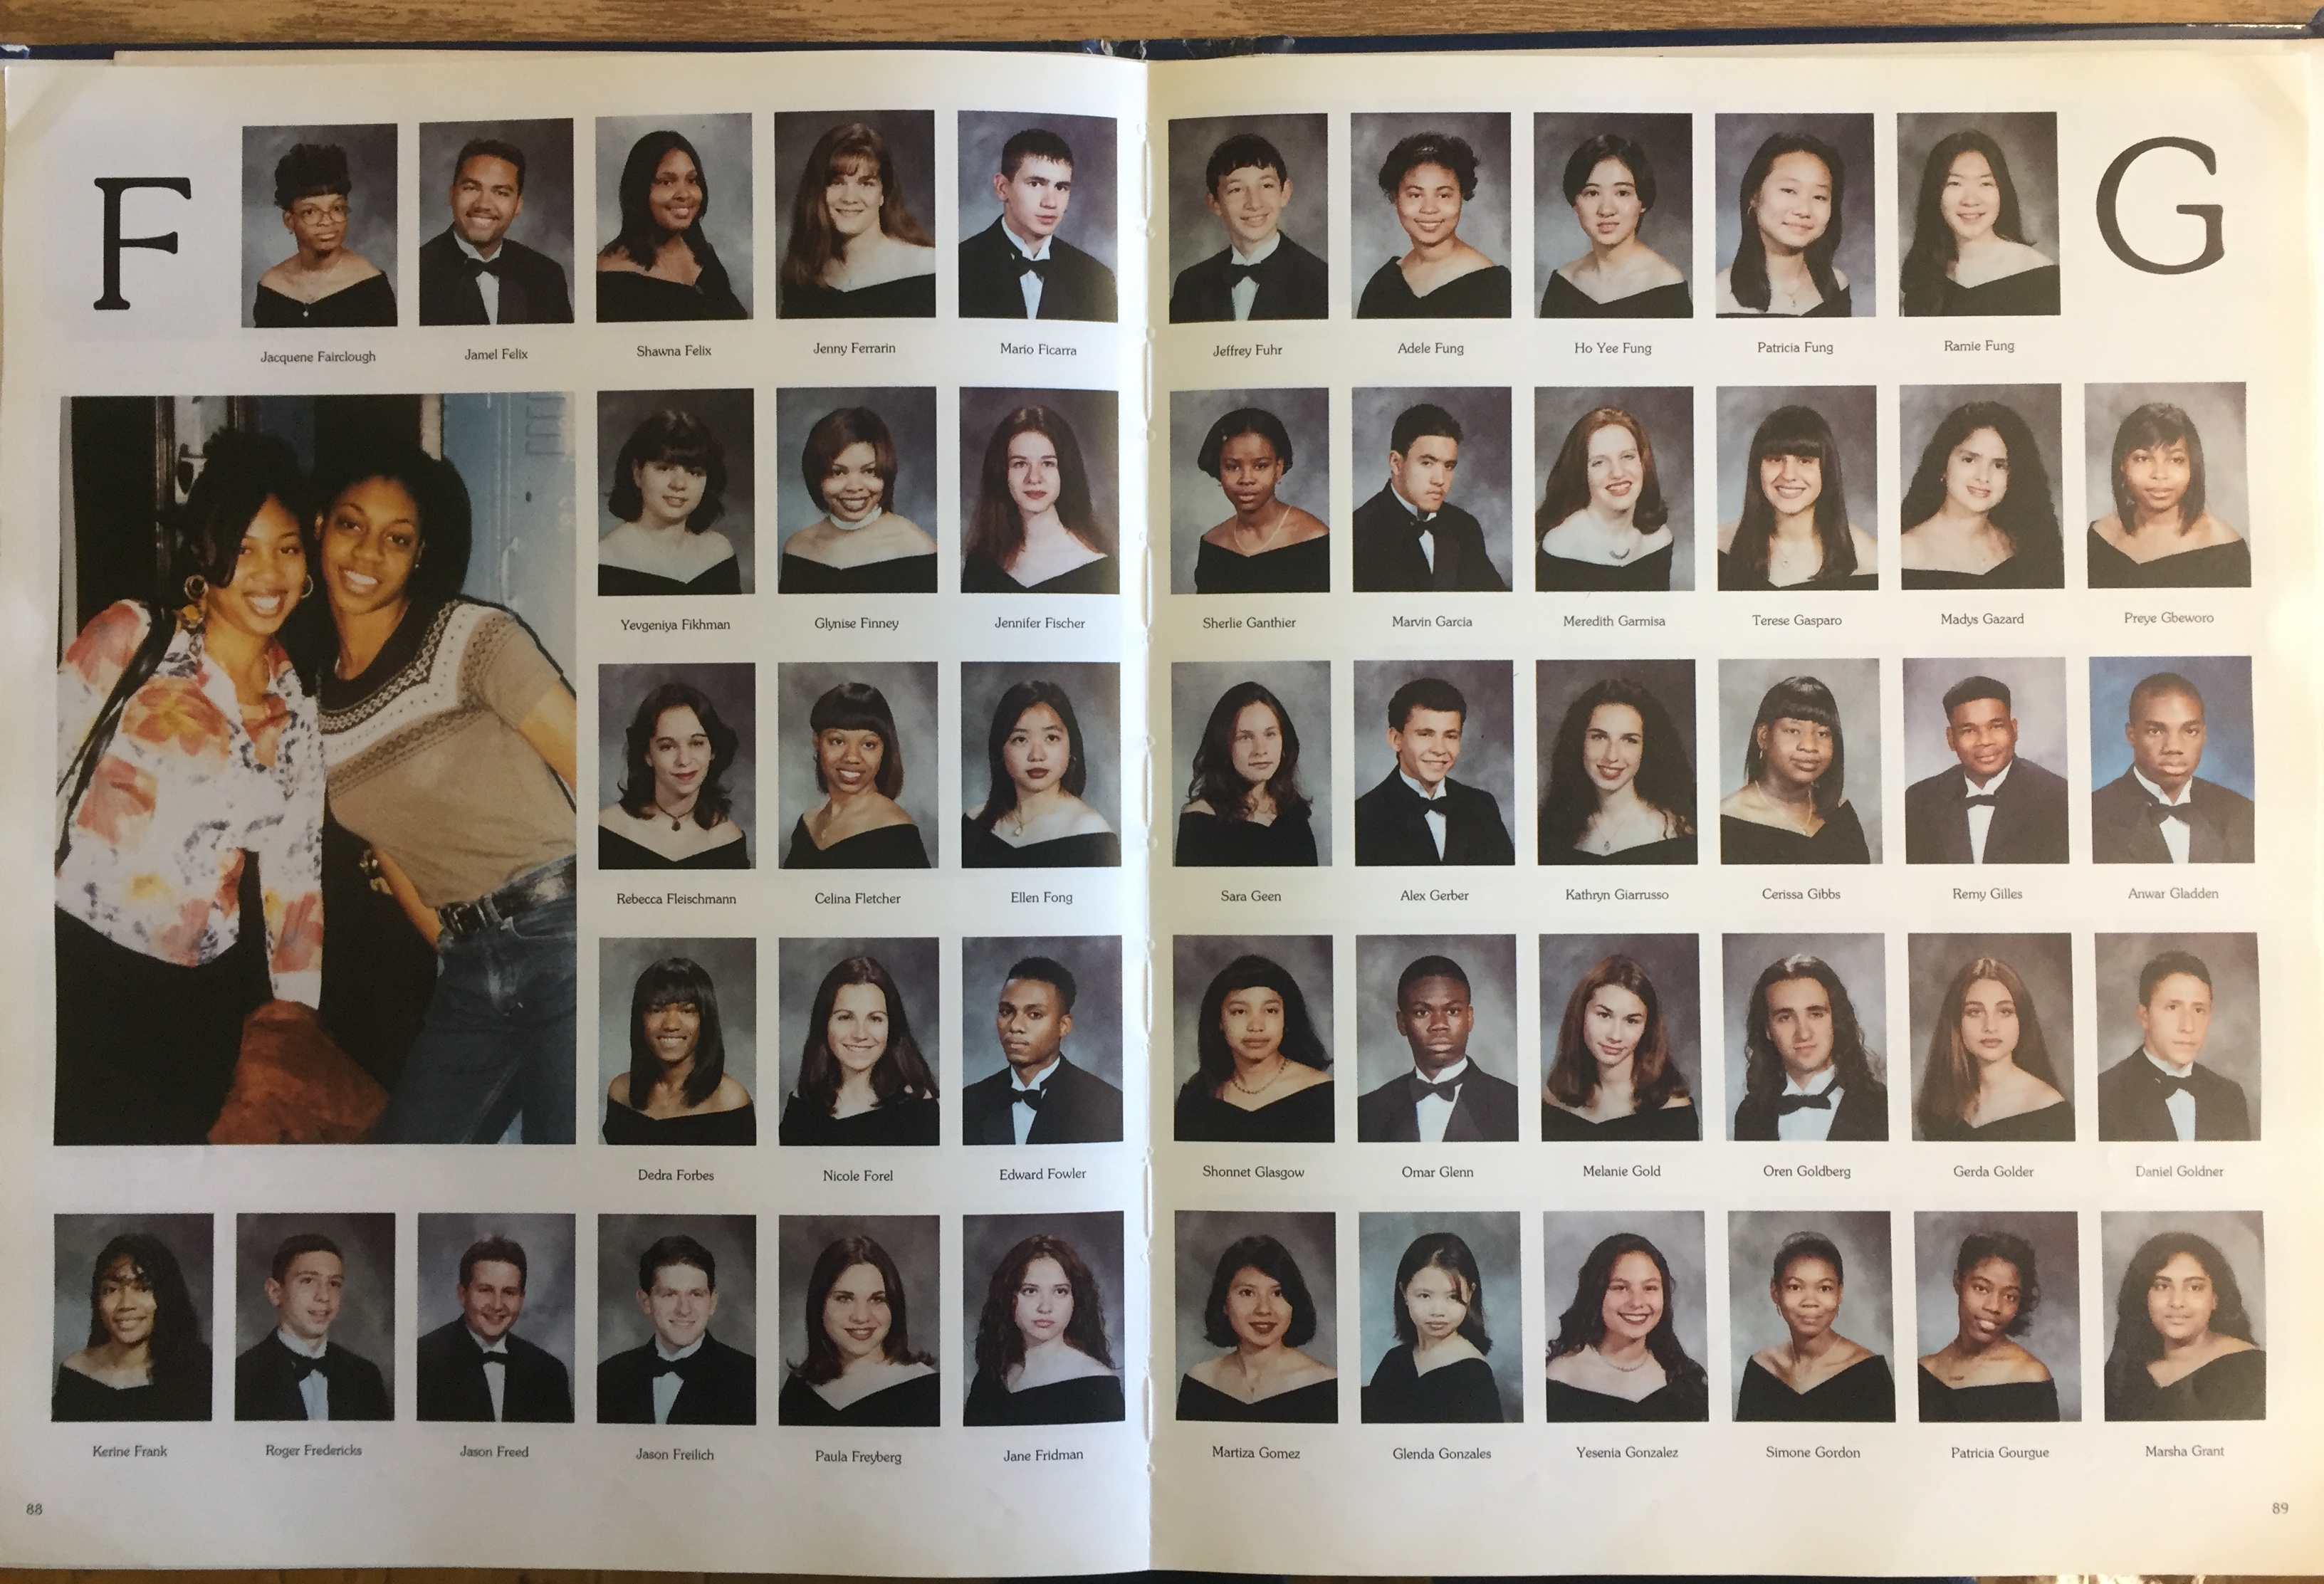 F
Jacquene Fairclough
Jamel Felix
Shawna Felix
Jenny Ferrarin
Mario Ficarra
Yevgeniya Fikhman
Glynise Finney
Jennifer Fischer
Rebecca Fleischmann
Celina Fletcher
Ellen Fong
Dedra Forbes
Nicole Forel
Edward Fowler
Kerine Frank
Roger Fredericks
Jason Freed
Jason Freilich
Paula Freyberg
Jane Fridman
88
G
Jeffrey Fuhr
Adele Fung
Ho Yee Fung
Patricia Fung
Ramie Fung
Sherlie Ganthier
Marvin Garcia
Meredith Garmisa
Terese Gasparo
Madys Gazard
Preye Gbeworo
Sara Geen
Alex Gerber
Kathryn Giarrusso
Cerissa Gibbs
Remy Gilles
Anwar Gladden
Shonnet Glasgow
Omar Glenn
Melanie Gold
Oren Goldberg
Gerda Golder
Daniel Goldner
Martiza Gomez
Glenda Gonzales
Yesenia Gonzalez
Simone Gordon
Patricia Gourgue
Marsha Grant
89